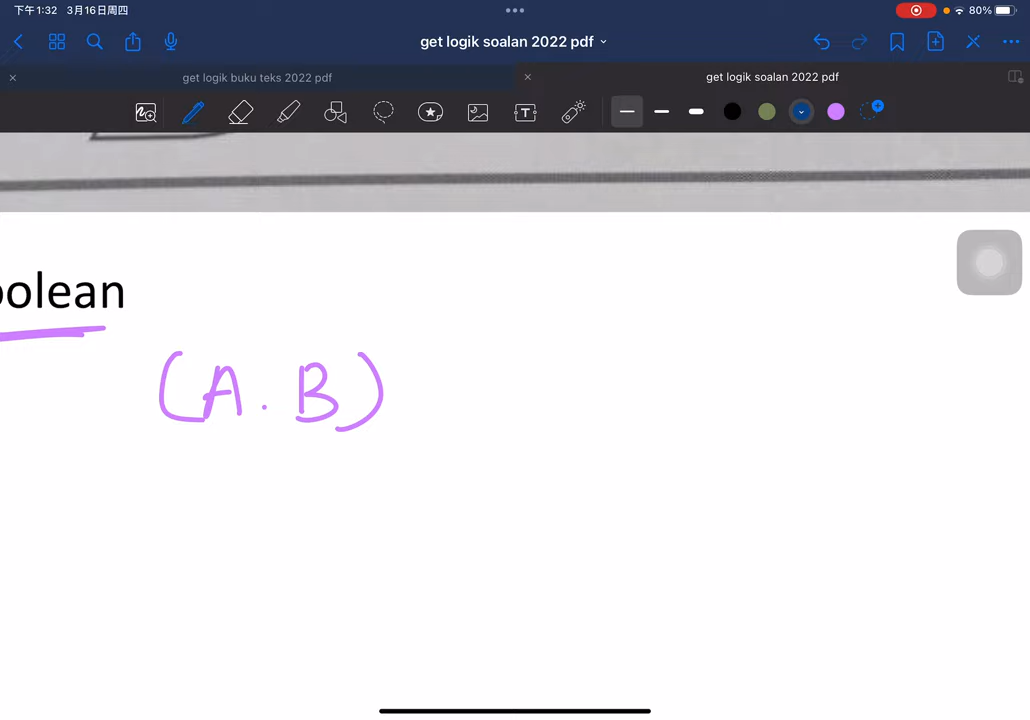 下午1:32 3月16日周四
80%
get logik soalan 2022 pdf
get logik buku teks 2022 pdf
get logik soalan 2022 pdf
T
oolean
(A . B)